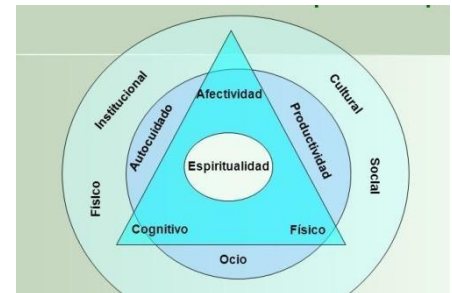 Institucional
Cultural
Afectividad
Autocuidado
Productividad
Espiritualidad
Físico
Social
Cognitivo
Físico
Ocio